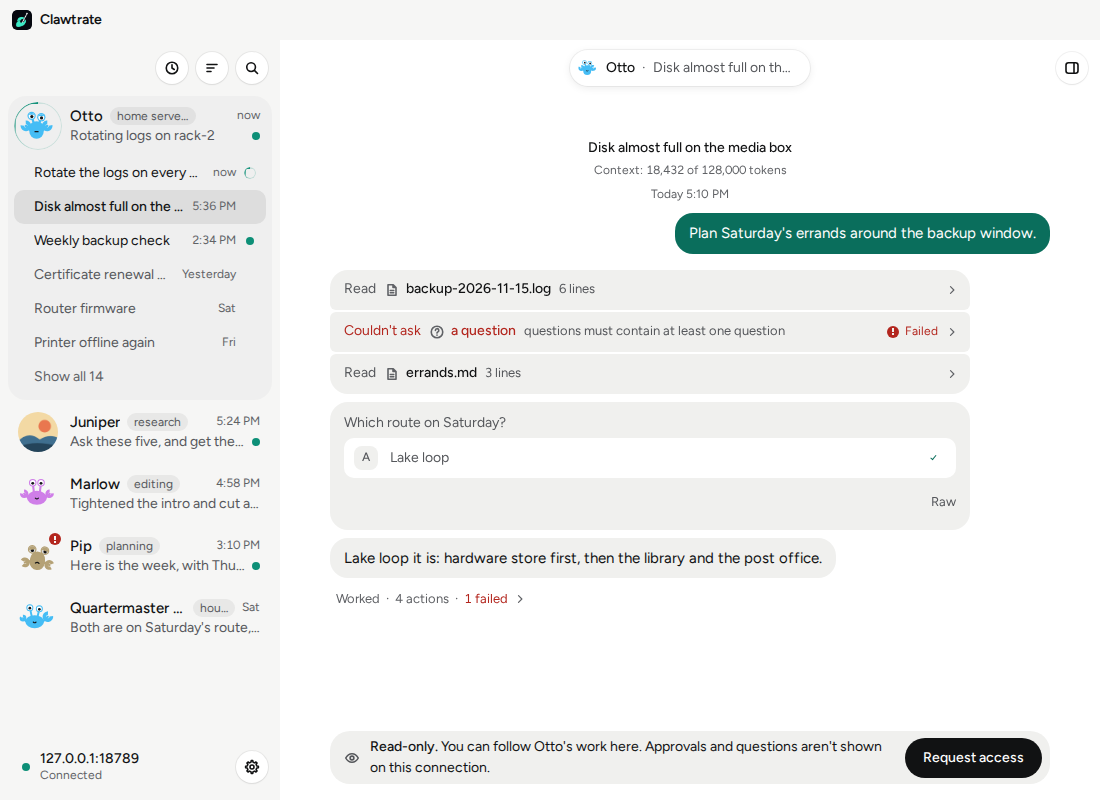 Clawtrate
Otto home serve... now
Rotating logs on rack-2
Rotate the logs on every ... now
Disk almost full on the ... 5:36 PM
Weekly backup check 2:34 PM
Certificate renewal ... Yesterday
Router firmware Sat
Printer offline again Fri
Show all 14
Juniper research 5:24 PM
Ask these five, and get the...
Marlow editing 4:58 PM
Tightened the intro and cut a...
Pip planning 3:10 PM
Here is the week, with Thu...
Quartermaster ... hou... Sat
Both are on Saturday's route,...
127.0.0.1:18789
Connected
Otto · Disk almost full on th...
Disk almost full on the media box
Context: 18,432 of 128,000 tokens
Today 5:10 PM
Plan Saturday's errands around the backup window.
Read backup-2026-11-15.log 6 lines
Couldn't ask a question questions must contain at least one question Failed
Read errands.md 3 lines
Which route on Saturday?
A Lake loop
Raw
Lake loop it is: hardware store first, then the library and the post office.
Worked · 4 actions · 1 failed
Read-only. You can follow Otto's work here. Approvals and questions aren't shown
on this connection.
Request access